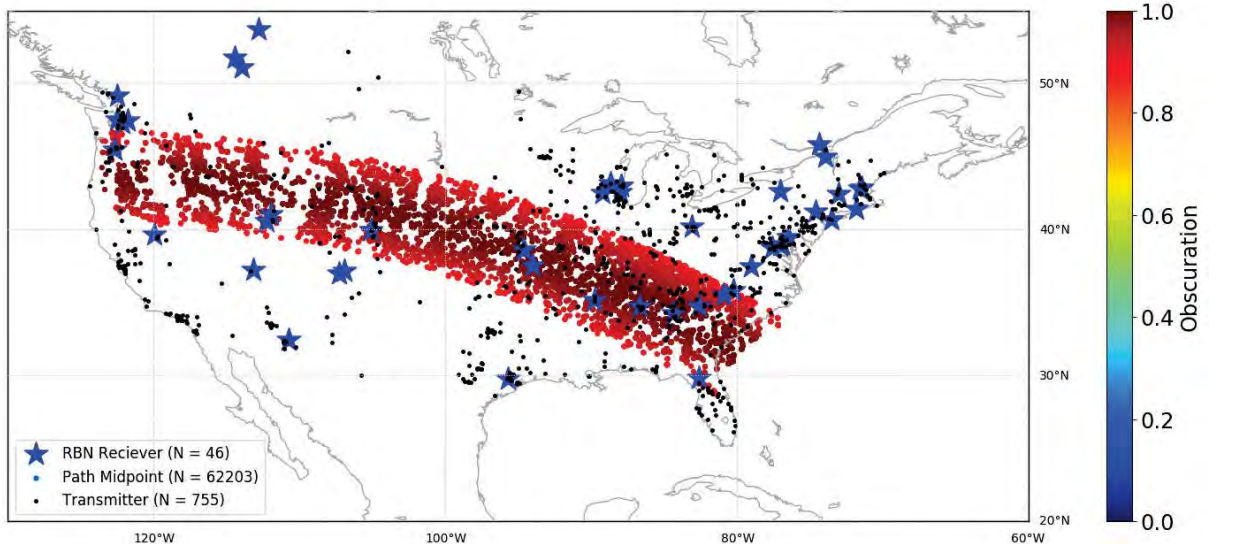 1.0
50°N
0.8
0.6
40°N
Obscuration
0.4
30°N
0.2
RBN Reciever (N = 46)
Path Midpoint (N = 62203)
Transmitter (N = 755)
20°N
0.0
120°W
100°W
80°W
60°W